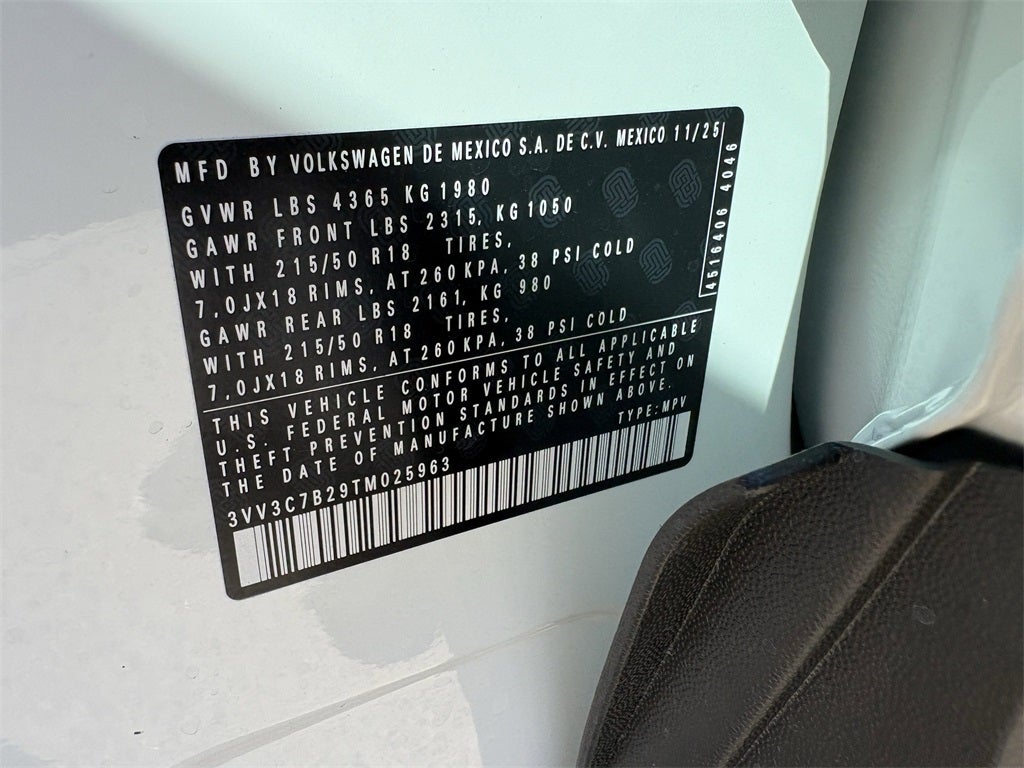 MFD BY VOLKSWAGEN DE MEXICO S.A. DE C.V. MEXICO 11/25
GVWR LBS 4365 KG 1980
GAWR FRONT LBS 2315, KG 1050
WITH 215/50 R18 TIRES,
7,0JX18 RIMS, AT 260 KPA, 38 PSI COLD
GAWR REAR LBS 2161, KG 980
WITH 215/50 R18 TIRES,
7,0JX18 RIMS, AT 260 KPA, 38 PSI COLD
THIS VEHICLE CONFORMS TO ALL APPLICABLE
U.S. FEDERAL MOTOR VEHICLE SAFETY AND
THEFT PREVENTION STANDARDS IN EFFECT ON
THE DATE OF MANUFACTURE SHOWN ABOVE.
3VV3C7B29TM025963 TYPE:MPV
4516406 4046